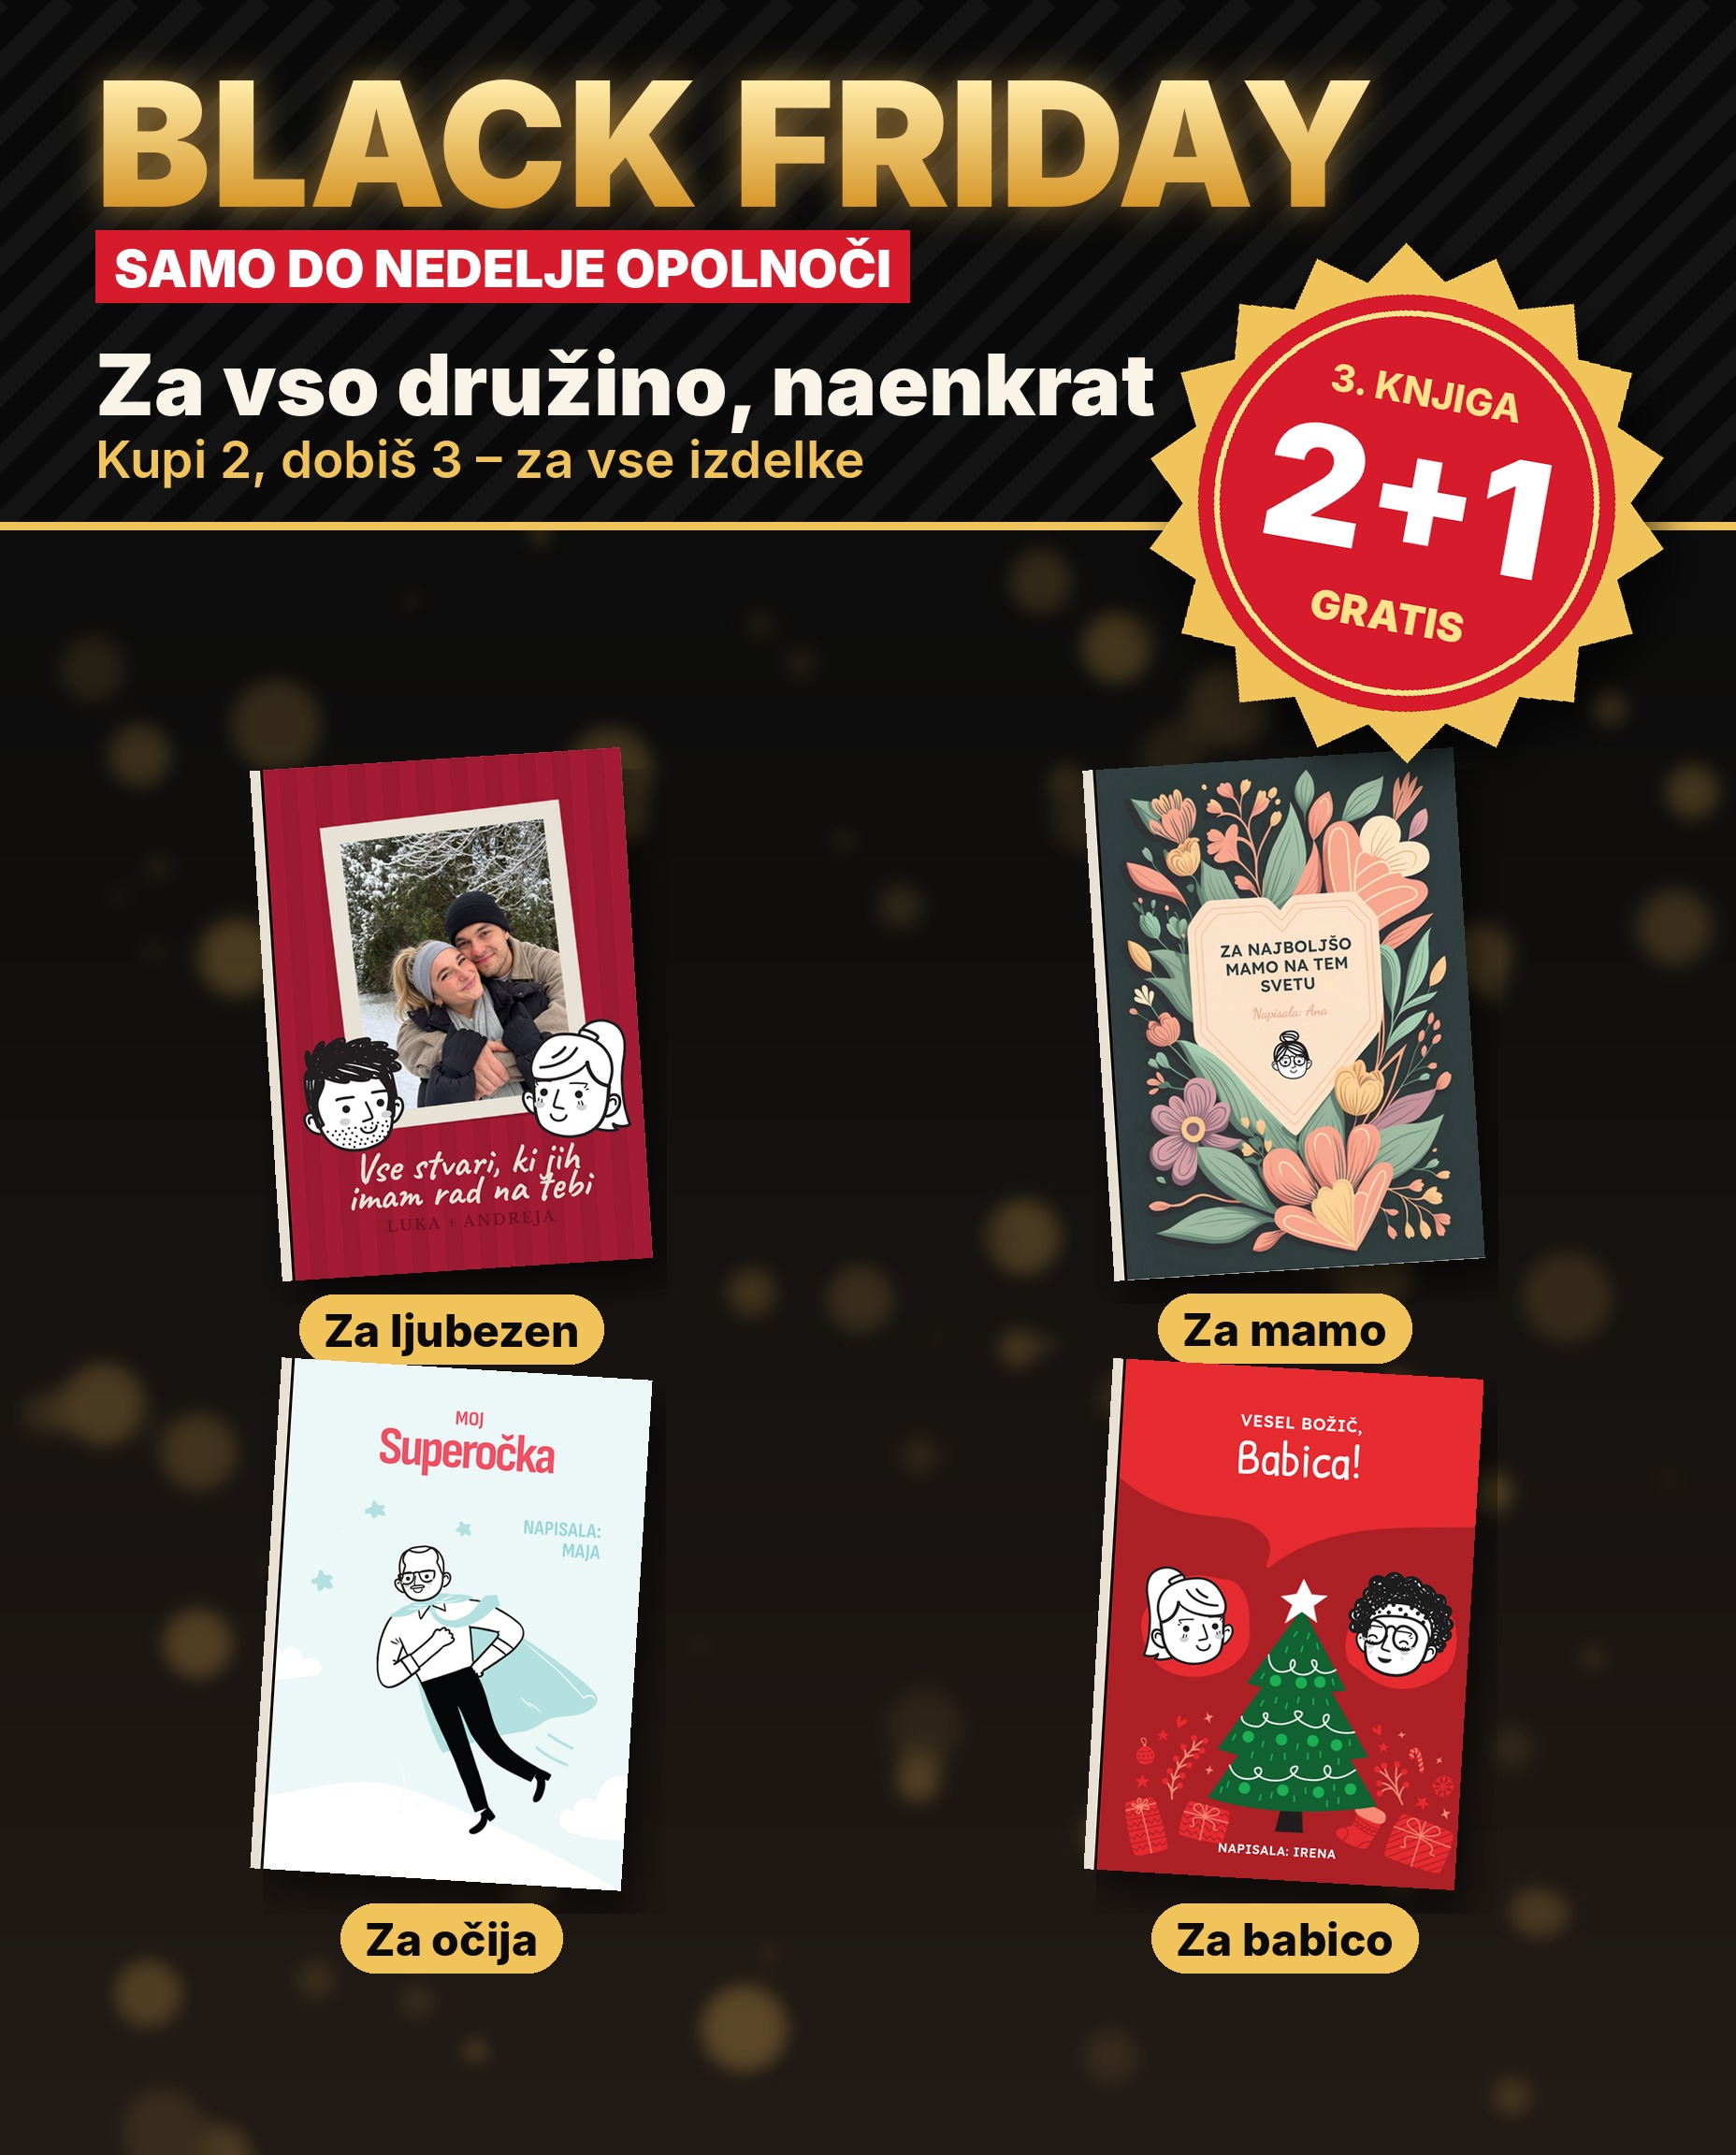 BLACK FRIDAY
SAMO DO NEDELJE OPOLNOČI
Za vso družino, naenkrat
Kupi 2, dobiš 3 – za vse izdelke
3. KNJIGA
2+1
GRATIS
Vse stvari, ki jih
imam rad na tebi
LUKA + ANDREJA
Za ljubezen
ZA NAJBOLJŠO
MAMO NA TEM
SVETU
Napisala: Ana
Za mamo
MOJ
Superočka
NAPISALA:
MAJA
Za očija
VESEL BOŽIČ,
Babica!
NAPISALA: IRENA
Za babico